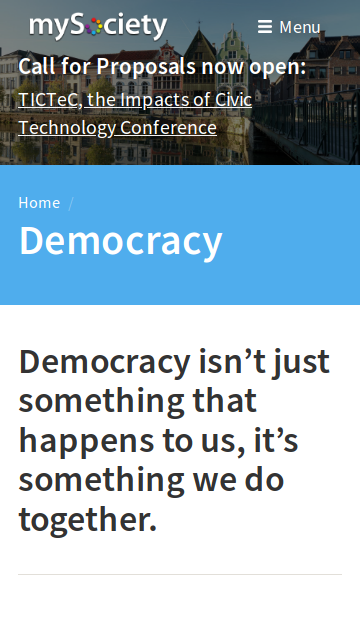 mySociety
Menu
Call for Proposals now open:
TICTeC, the Impacts of Civic
Technology Conference
Home /
Democracy
Democracy isn’t just
something that
happens to us, it’s
something we do
together.